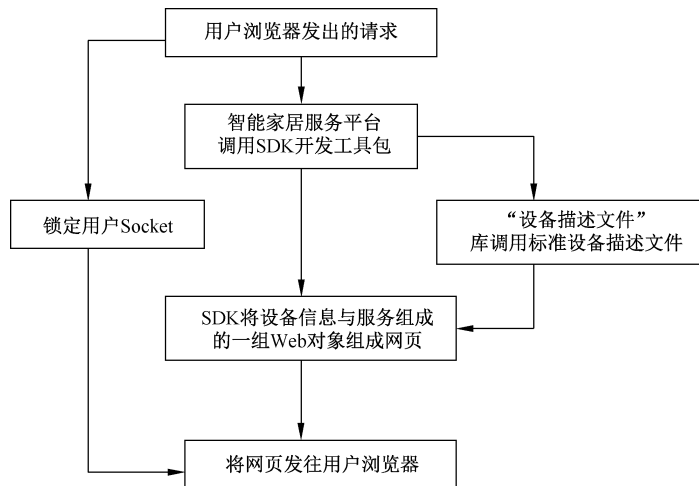 用户浏览器发出的请求
智能家居服务平台
调用SDK开发工具包
锁定用户Socket
“设备描述文件”
库调用标准设备描述文件
SDK将设备信息与服务组成
的一组Web对象组成网页
将网页发往用户浏览器